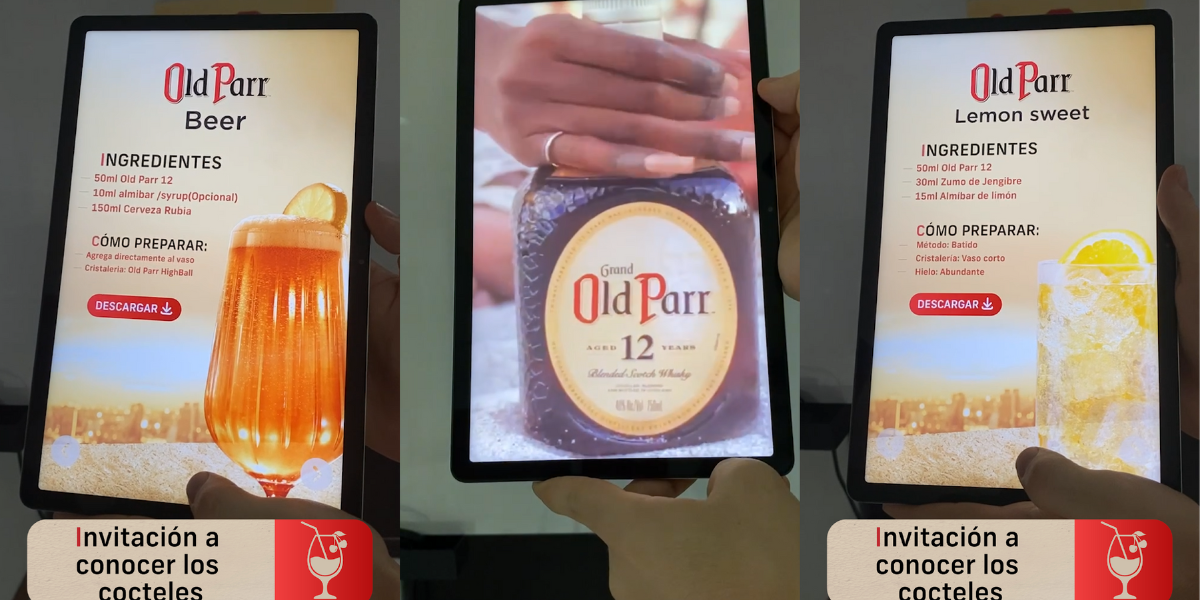 Old Parr
Beer
INGREDIENTES
50ml Old Parr 12
10ml almibar /syrup(Opcional)
150ml Cerveza Rubia
CÓMO PREPARAR:
Agrega directamente al vaso
Cristalería: Old Parr HighBall
DESCARGAR
Invitación a
conocer los
cocteles
Grand
Old Parr
AGED 12 YEARS
Blended Scotch Whisky
Old Parr
Lemon sweet
INGREDIENTES
50ml Old Parr 12
30ml Zumo de Jengibre
15ml Almíbar de limón
CÓMO PREPARAR:
Método: Batido
Cristalería: Vaso corto
Hielo: Abundante
DESCARGAR
Invitación a
conocer los
cocteles